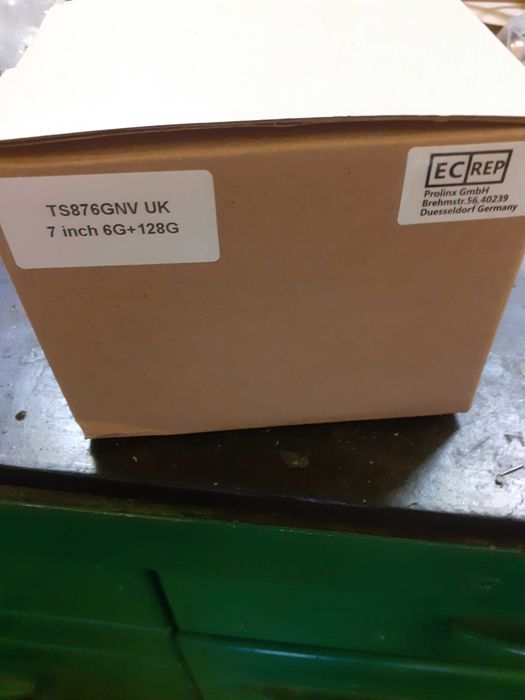 TS876GNV UK
7 inch 6G+128G
EC REP
Prolinx GmbH
Brehmstr.56,40239
Duesseldorf Germany